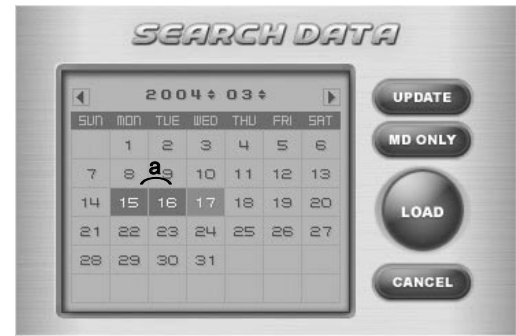 SEARCH DATA
2004 03
SUN MON TUE WED THU FRI SAT
1 2 3 4 5 6
a
7 8 9 10 11 12 13
14 15 16 17 18 19 20
21 22 23 24 25 26 27
28 29 30 31
UPDATE
MD ONLY
LOAD
CANCEL